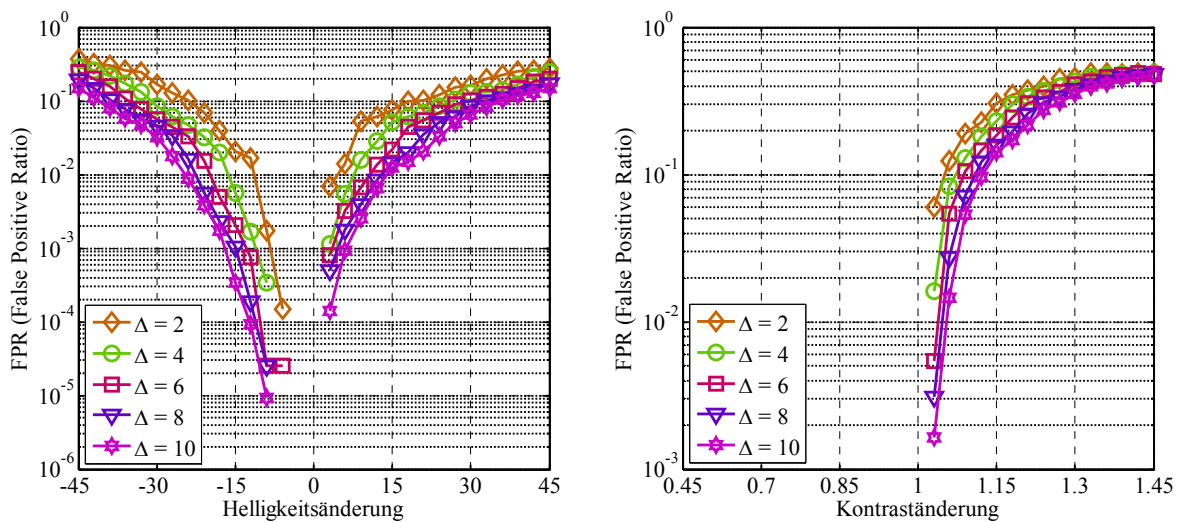 FPR (False Positive Ratio)
10^0
10^-1
10^-2
10^-3
10^-4
10^-5
10^-6
Δ = 2
Δ = 4
Δ = 6
Δ = 8
Δ = 10
-45 -30 -15 0 15 30 45
Helligkeitsänderung
FPR (False Positive Ratio)
10^0
10^-1
10^-2
10^-3
Δ = 2
Δ = 4
Δ = 6
Δ = 8
Δ = 10
0.45 0.7 0.85 1 1.15 1.3 1.45
Kontraständerung